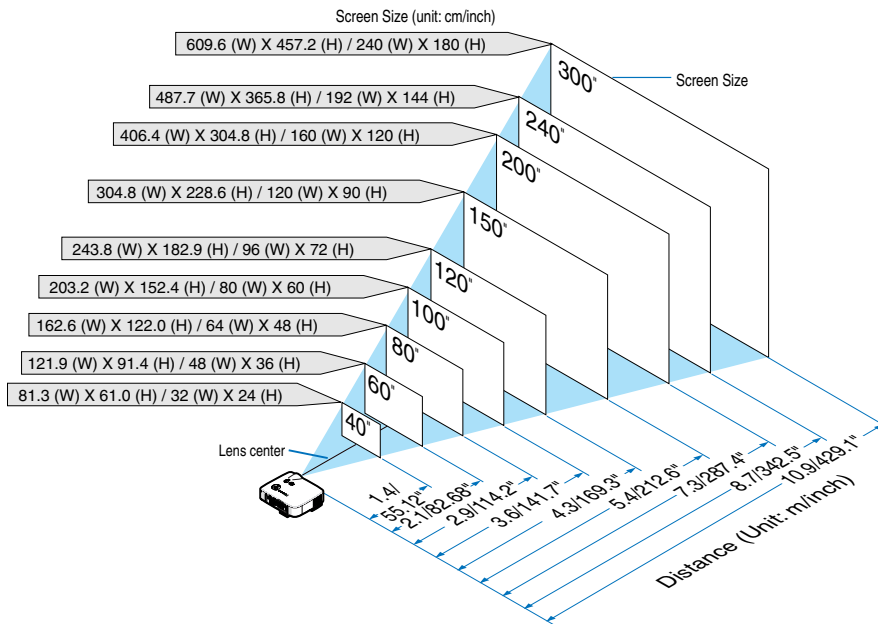 Screen Size (unit: cm/inch)
609.6 (W) X 457.2 (H) / 240 (W) X 180 (H)
300"
Screen Size
487.7 (W) X 365.8 (H) / 192 (W) X 144 (H)
240"
406.4 (W) X 304.8 (H) / 160 (W) X 120 (H)
200"
304.8 (W) X 228.6 (H) / 120 (W) X 90 (H)
150"
243.8 (W) X 182.9 (H) / 96 (W) X 72 (H)
120"
203.2 (W) X 152.4 (H) / 80 (W) X 60 (H)
100"
162.6 (W) X 122.0 (H) / 64 (W) X 48 (H)
80"
121.9 (W) X 91.4 (H) / 48 (W) X 36 (H)
60"
81.3 (W) X 61.0 (H) / 32 (W) X 24 (H)
40"
Lens center
1.4/
55.12"
2.1/82.68"
2.9/114.2"
3.6/141.7"
4.3/169.3"
5.4/212.6"
7.3/287.4"
8.7/342.5"
10.9/429.1"
Distance (Unit: m/inch)